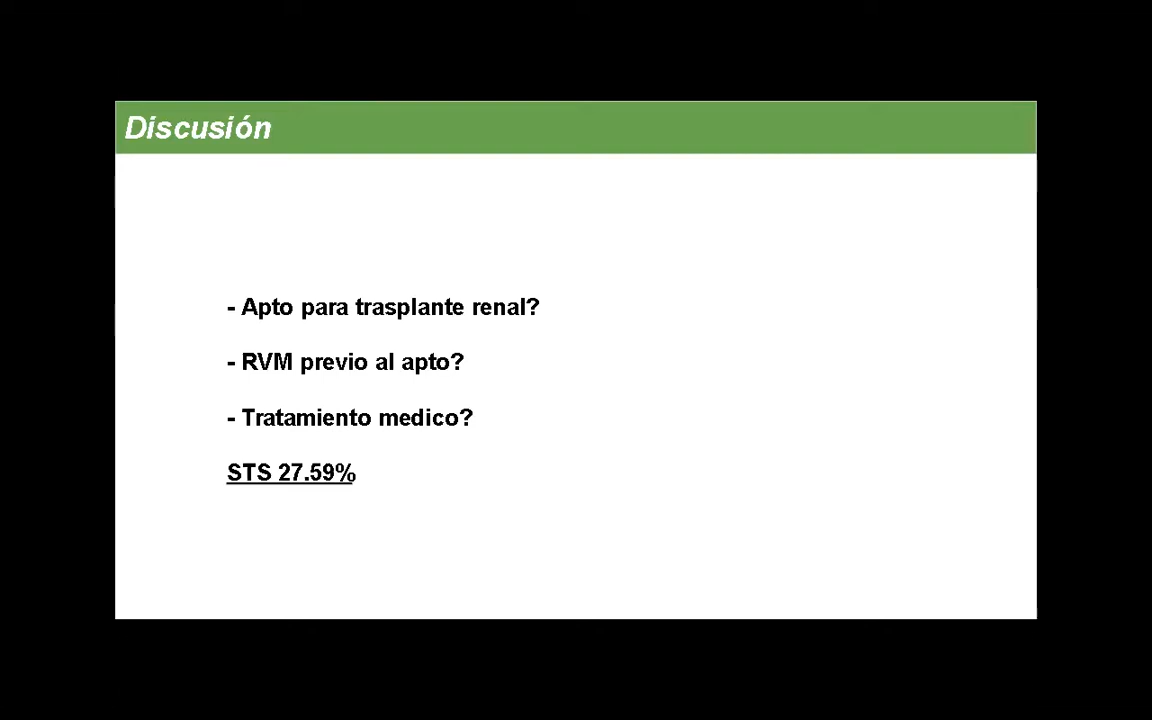 Discusión
- Apto para trasplante renal?
- RVM previo al apto?
- Tratamiento medico?
STS 27.59%